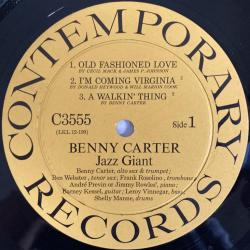 CONTEMPORARY
1. OLD FASHIONED LOVE
BY CECIL MACK & JAMES P. JOHNSON
2. I'M COMING VIRGINIA
BY DONALD HEYWOOD & WILL MARION COOK
3. A WALKIN' THING
BY BENNY CARTER
C3555
(LKL 12-199)
Side 1
BENNY CARTER
Jazz Giant
Benny Carter, alto sax & trumpet;
Ben Webster, tenor sax; Frank Rosolino, trombone;
André Previn or Jimmy Rowles, piano;
Barney Kessel, guitar; Leroy Vinnegar, bass;
Shelly Manne, drums
RECORDS